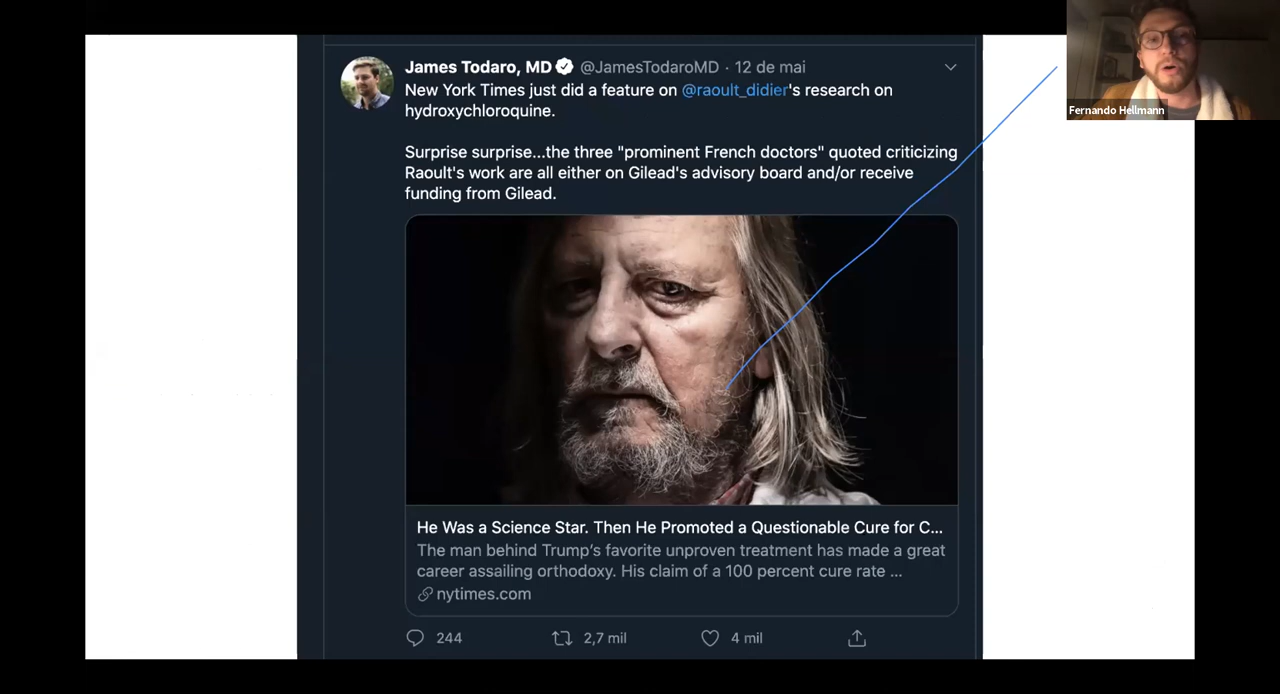 James Todaro, MD @JamesTodaroMD · 12 de mai
New York Times just did a feature on @raoult_didier's research on
hydroxychloroquine.
Surprise surprise...the three "prominent French doctors" quoted criticizing
Raoult's work are all either on Gilead's advisory board and/or receive
funding from Gilead.
He Was a Science Star. Then He Promoted a Questionable Cure for C...
The man behind Trump's favorite unproven treatment has made a great
career assailing orthodoxy. His claim of a 100 percent cure rate ...
nytimes.com
244 2,7 mil 4 mil
Fernando Hellmann